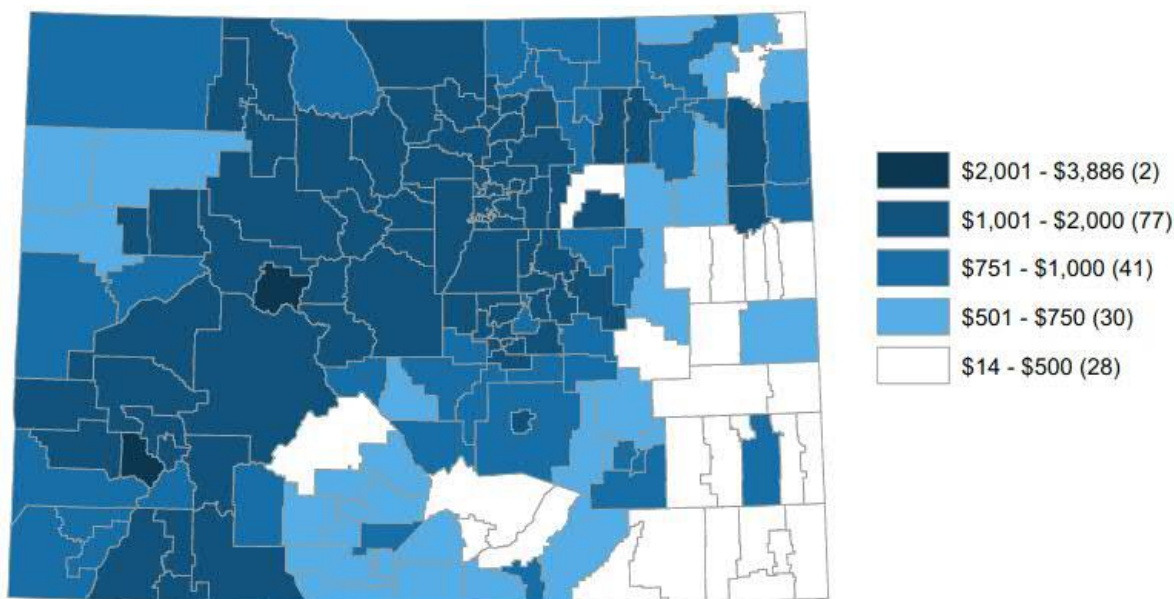 $2,001 - $3,886 (2)
$1,001 - $2,000 (77)
$751 - $1,000 (41)
$501 - $750 (30)
$14 - $500 (28)